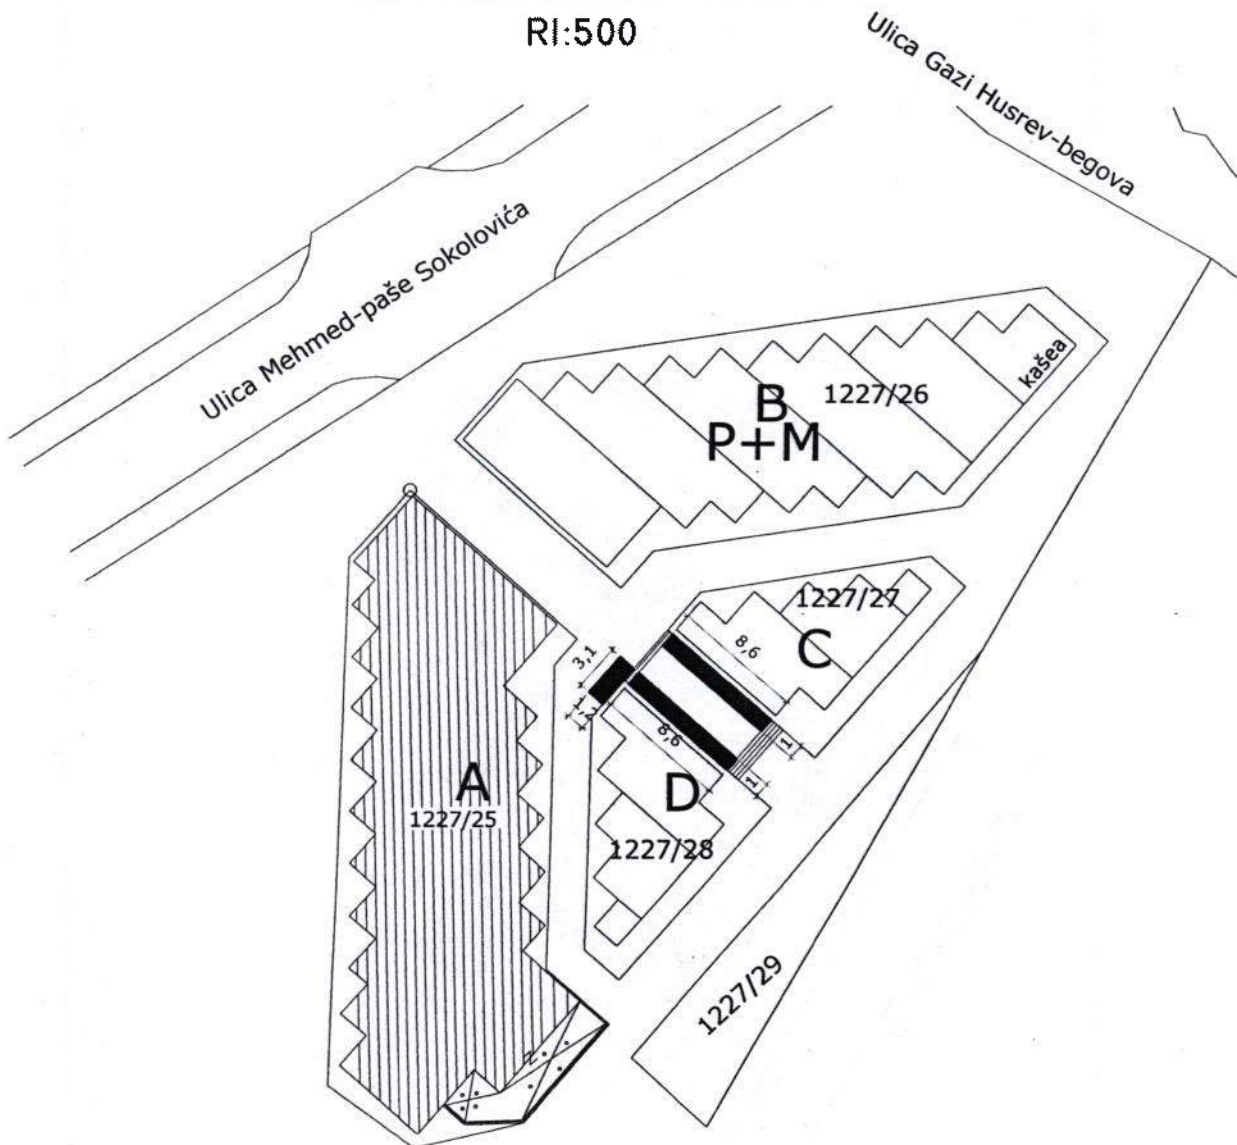 RI:500
Ulica Gazi Husrev-begova
Ulica Mehmed-paše Sokolovića
kašea
B
1227/26
P+M
1227/27
C
8,6
3,1
8,6
1
1
A
1227/25
D
1227/28
1227/29